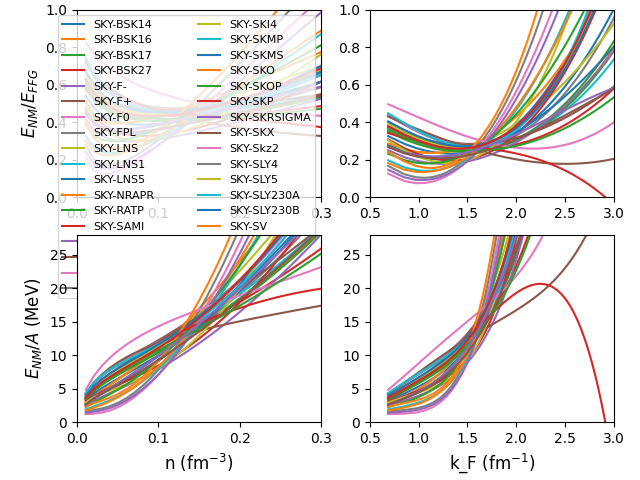 1.0
0.8
0.6
0.4
0.2
0.0
E_NM/E_FFG
0.0 0.1 0.2 0.3
SKY-BSK14 SKY-SKI4
SKY-BSK16 SKY-SKMP
SKY-BSK17 SKY-SKMS
SKY-BSK27 SKY-SKO
SKY-F- SKY-SKOP
SKY-F+ SKY-SKP
SKY-F0 SKY-SKRSIGMA
SKY-FPL SKY-SKX
SKY-LNS SKY-Skz2
SKY-LNS1 SKY-SLY4
SKY-LNS5 SKY-SLY5
SKY-NRAPR SKY-SLY230A
SKY-RATP SKY-SLY230B
SKY-SAMI SKY-SV
1.0
0.8
0.6
0.4
0.2
0.0
0.5 1.0 1.5 2.0 2.5 3.0
25
20
15
10
5
0
E_NM/A (MeV)
0.0 0.1 0.2 0.3
n (fm⁻³)
25
20
15
10
5
0
0.5 1.0 1.5 2.0 2.5 3.0
k_F (fm⁻¹)